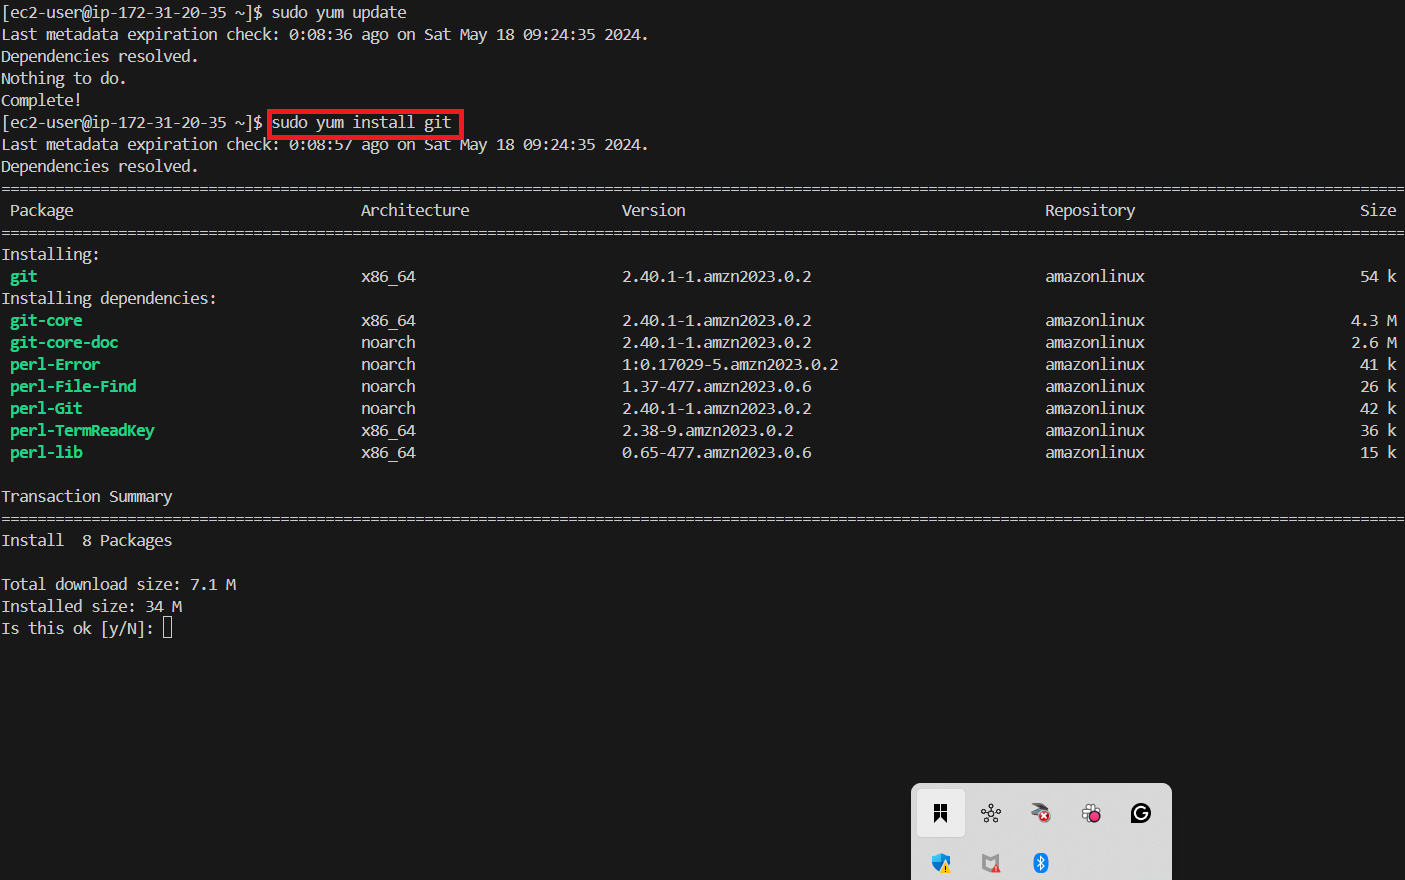 [ec2-user@ip-172-31-20-35 ~]$ sudo yum update
Last metadata expiration check: 0:08:36 ago on Sat May 18 09:24:35 2024.
Dependencies resolved.
Nothing to do.
Complete!
[ec2-user@ip-172-31-20-35 ~]$ sudo yum install git
Last metadata expiration check: 0:08:57 ago on Sat May 18 09:24:35 2024.
Dependencies resolved.
Package Architecture Version Repository Size
Installing:
git x86_64 2.40.1-1.amzn2023.0.2 amazonlinux 54 k
Installing dependencies:
git-core x86_64 2.40.1-1.amzn2023.0.2 amazonlinux 4.3 M
git-core-doc noarch 2.40.1-1.amzn2023.0.2 amazonlinux 2.6 M
perl-Error noarch 1:0.17029-5.amzn2023.0.2 amazonlinux 41 k
perl-File-Find noarch 1.37-477.amzn2023.0.6 amazonlinux 26 k
perl-Git noarch 2.40.1-1.amzn2023.0.2 amazonlinux 42 k
perl-TermReadKey x86_64 2.38-9.amzn2023.0.2 amazonlinux 36 k
perl-lib x86_64 0.65-477.amzn2023.0.6 amazonlinux 15 k
Transaction Summary
Install 8 Packages
Total download size: 7.1 M
Installed size: 34 M
Is this ok [y/N]: